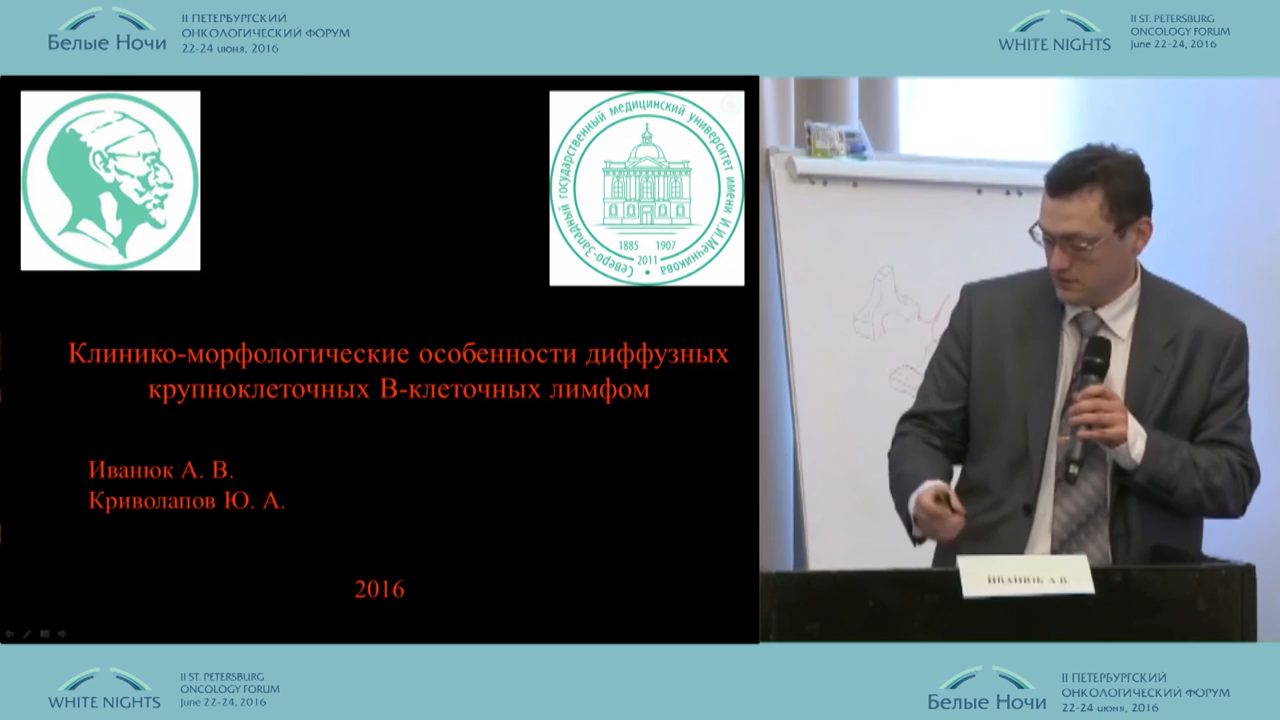 Белые Ночи
II ПЕТЕРБУРГСКИЙ
ОНКОЛОГИЧЕСКИЙ ФОРУМ
22-24 июня, 2016
WHITE NIGHTS
II ST. PETERSBURG
ONCOLOGY FORUM
June 22-24, 2016
Северо-Западный государственный медицинский университет имени И.И.Мечникова
1885 1907
2011
Клинико-морфологические особенности диффузных
крупноклеточных В-клеточных лимфом
Иванюк А. В.
Криволапов Ю. А.
2016
ИВАНЮК А.В.
WHITE NIGHTS
II ST. PETERSBURG
ONCOLOGY FORUM
June 22-24, 2016
Белые Ночи
II ПЕТЕРБУРГСКИЙ
ОНКОЛОГИЧЕСКИЙ ФОРУМ
22-24 июня, 2016